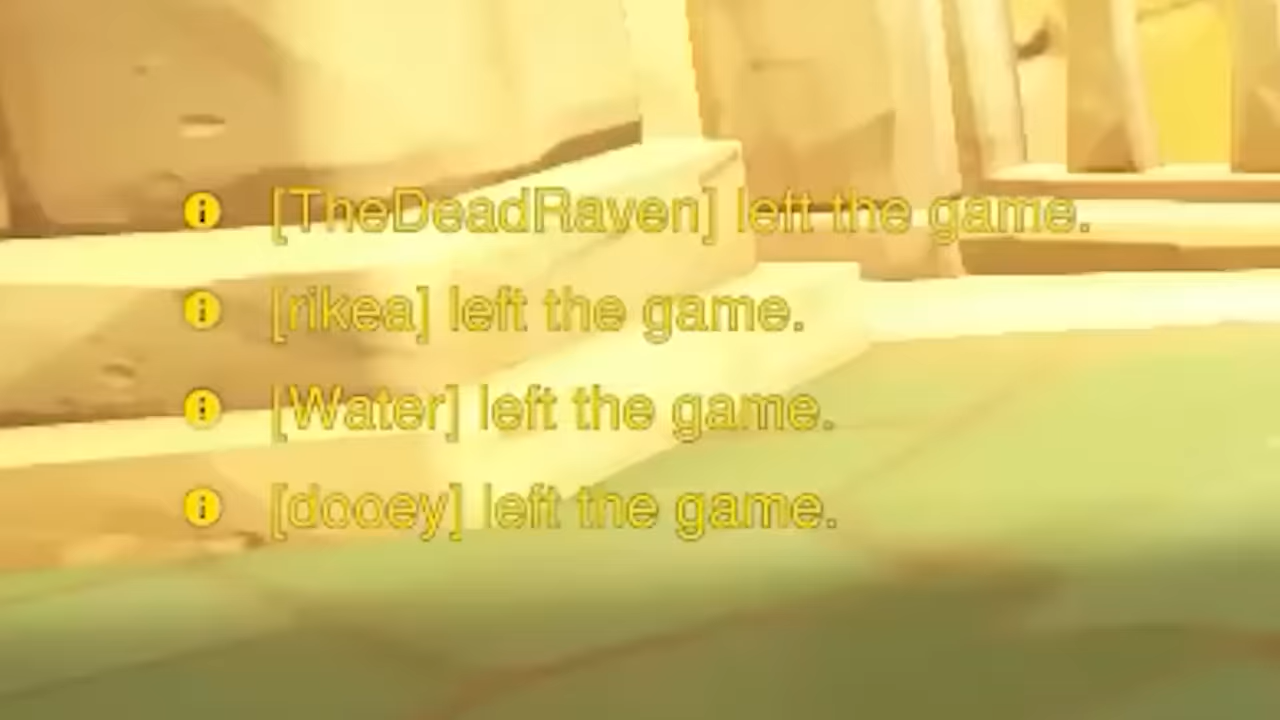 [TheDeadRaven] left the game.
[rikea] left the game.
[Water] left the game.
[dooey] left the game.